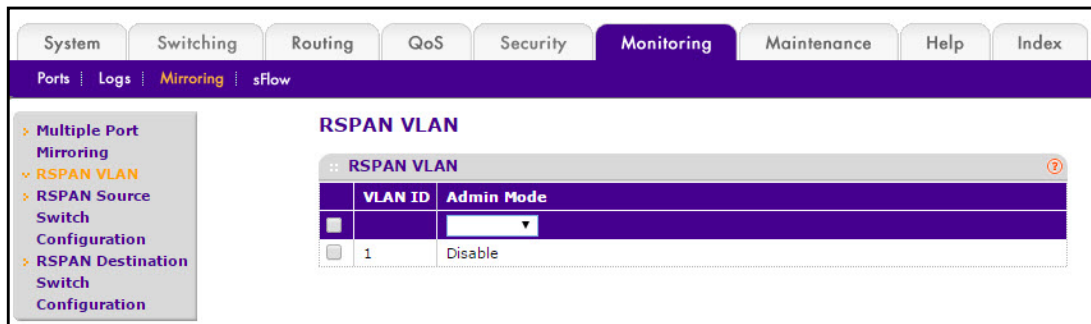 System Switching Routing QoS Security Monitoring Maintenance Help Index
Ports Logs Mirroring sFlow
Multiple Port
Mirroring
RSPAN VLAN
RSPAN Source
Switch
Configuration
RSPAN Destination
Switch
Configuration
RSPAN VLAN
RSPAN VLAN ?
VLAN ID Admin Mode
1 Disable